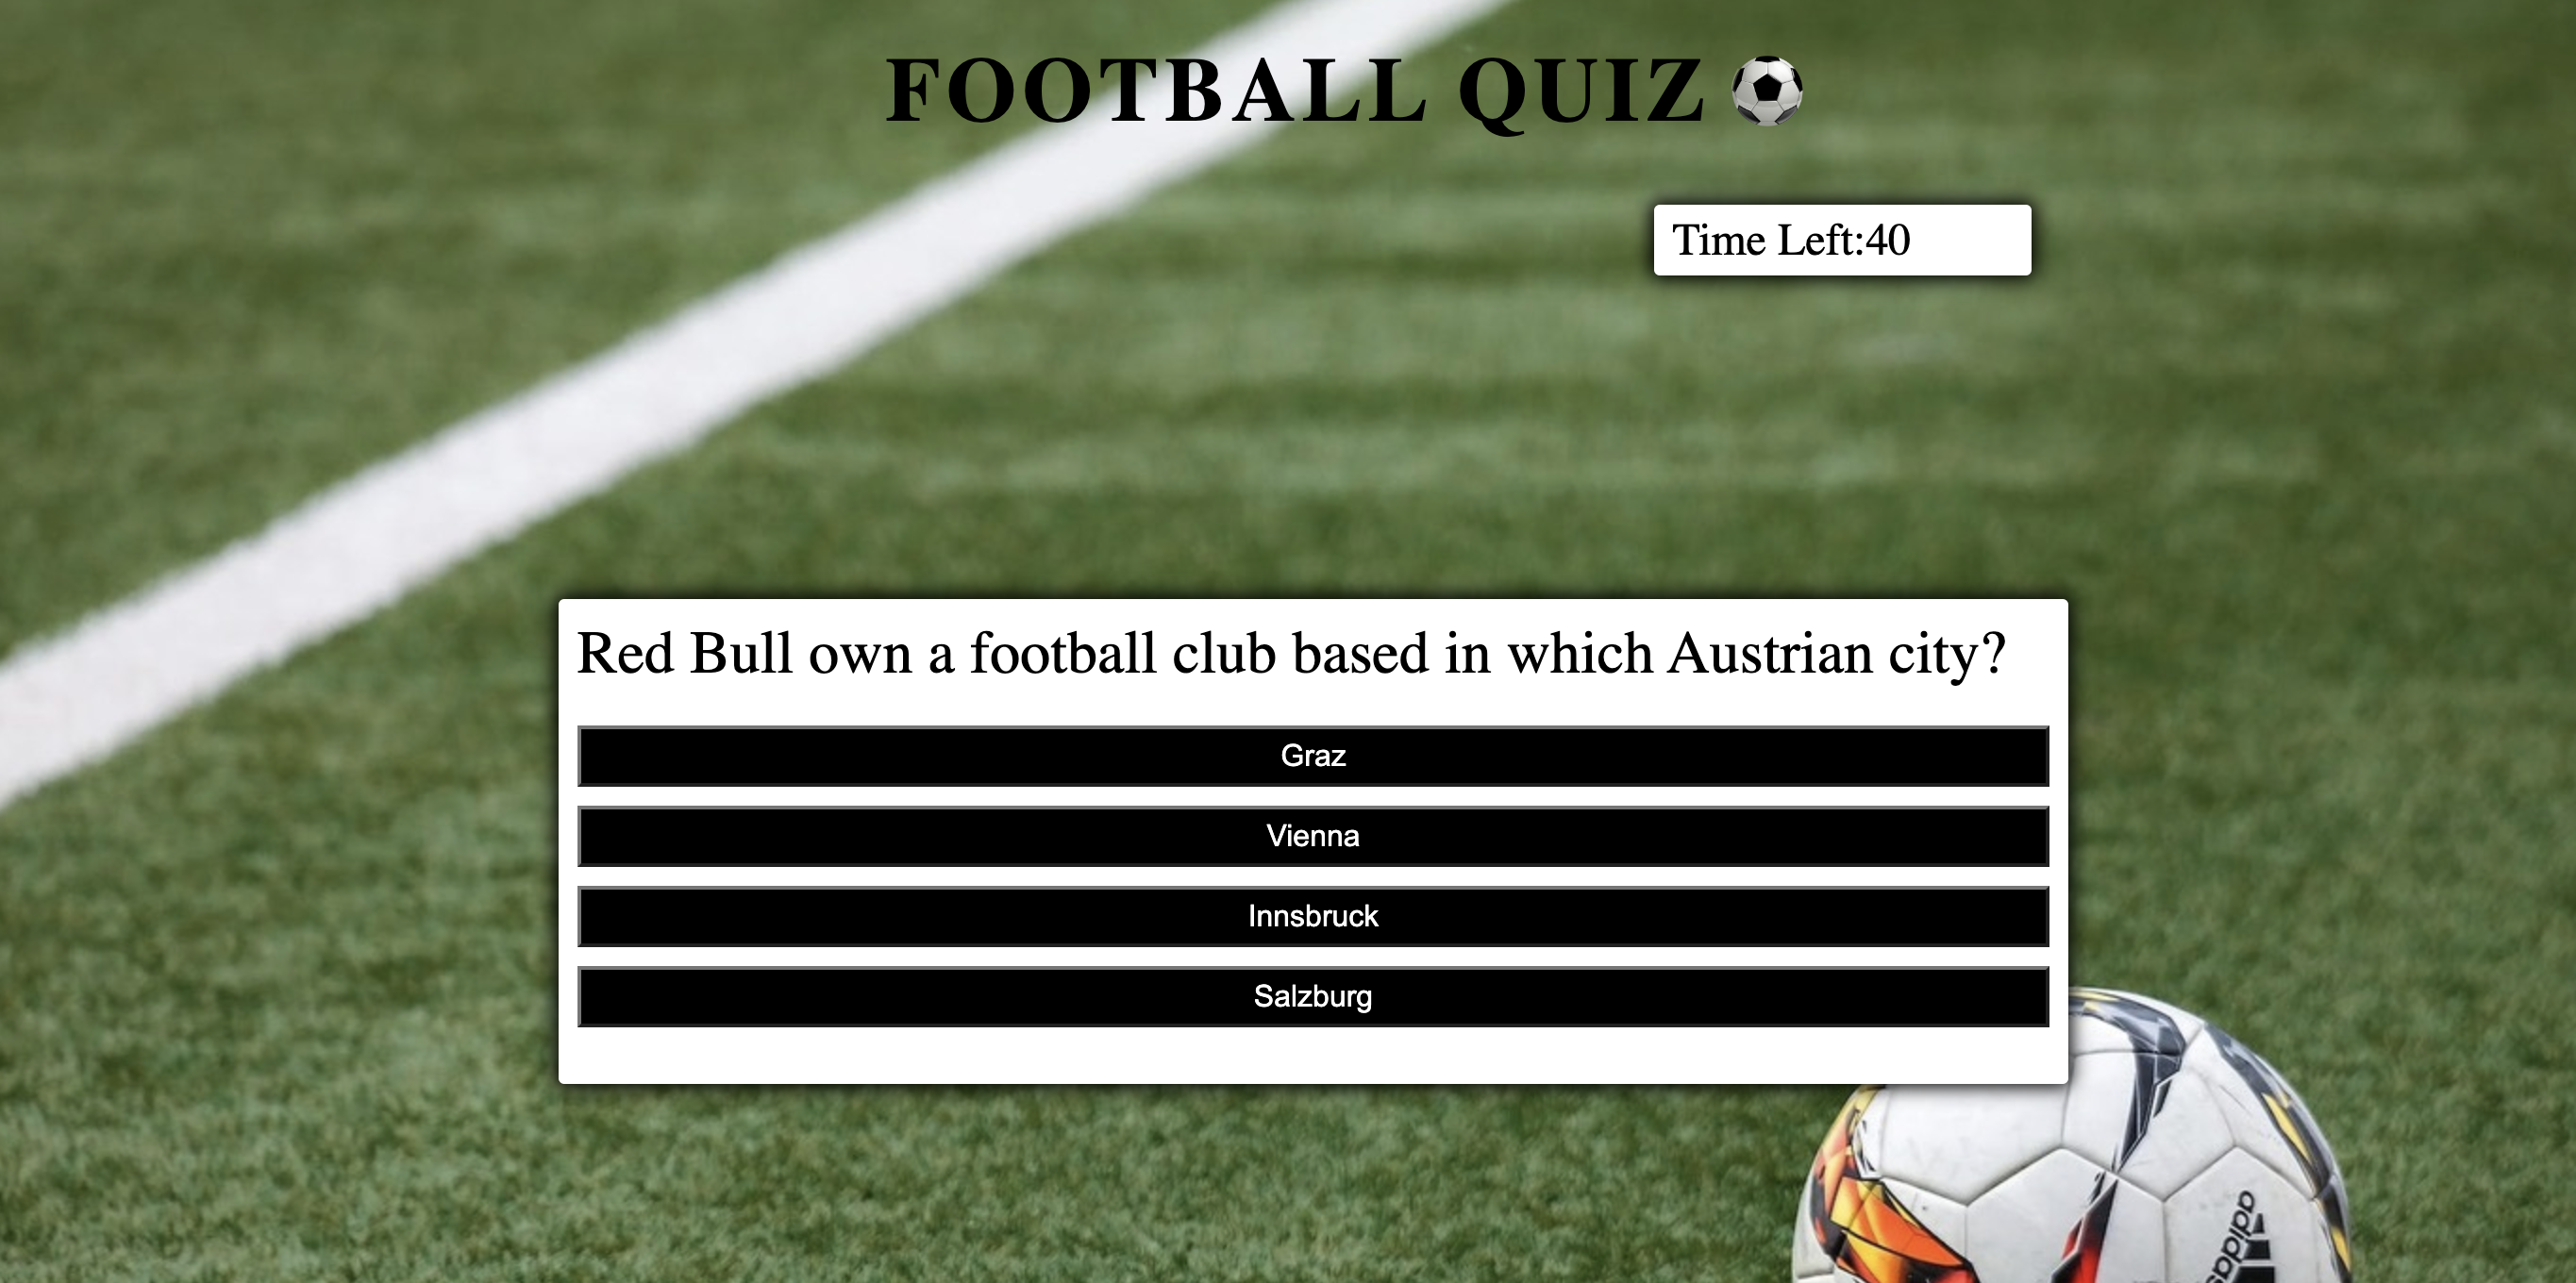 FOOTBALL QUIZ ⚽
Time Left:40
Red Bull own a football club based in which Austrian city?
Graz
Vienna
Innsbruck
Salzburg
adidas